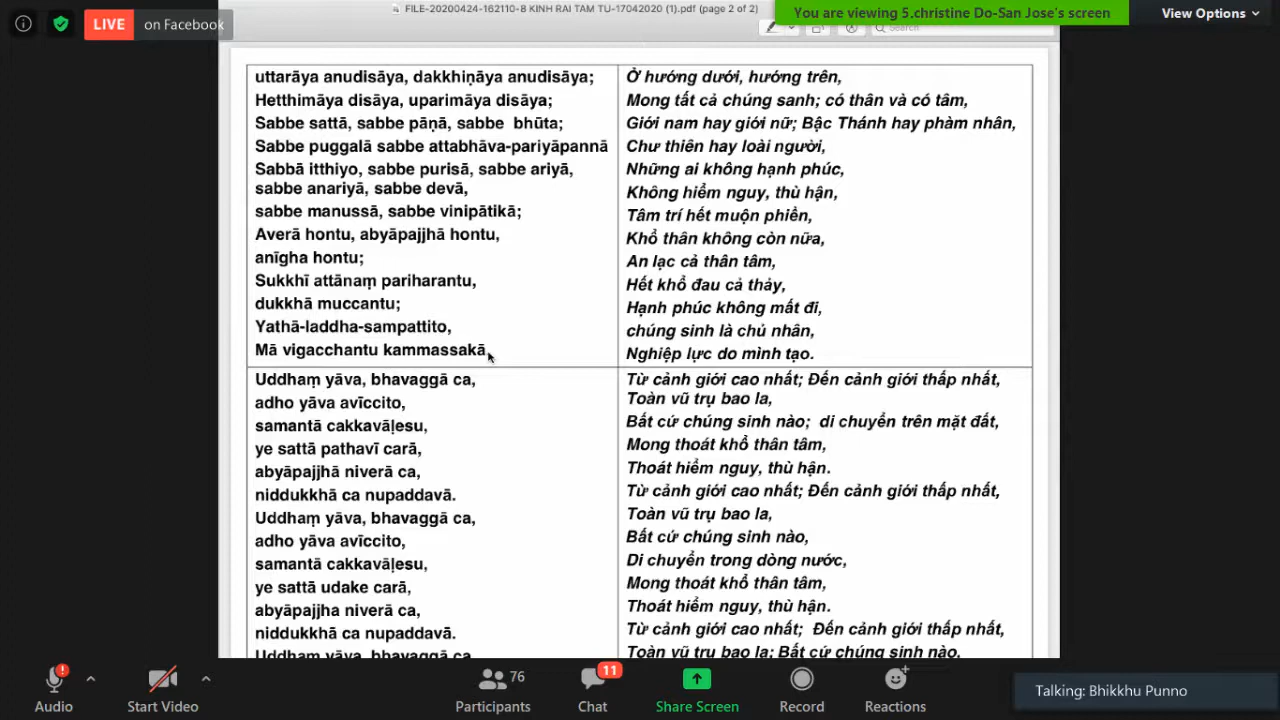 LIVE on Facebook
FILE-20200424-162110-8 KINH RAI TAM TU-17042020 (1).pdf (page 2 of 2)
You are viewing 5.christine Do-San Jose's screen
View Options
Search
uttarāya anudisāya, dakkhiṇāya anudisāya;
Hetthimāya disāya, uparimāya disāya;
Sabbe sattā, sabbe pāṇā, sabbe bhūta;
Sabbe puggalā sabbe attabhāva-pariyāpannā
Sabbā itthiyo, sabbe purisā, sabbe ariyā,
sabbe anariyā, sabbe devā,
sabbe manussā, sabbe vinipātikā;
Averā hontu, abyāpajjhā hontu,
anīgha hontu;
Sukkhī attānaṃ pariharantu,
dukkhā muccantu;
Yathā-laddha-sampattito,
Mā vigacchantu kammassakā.
Ở hướng dưới, hướng trên,
Mong tất cả chúng sanh; có thân và có tâm,
Giới nam hay giới nữ; Bậc Thánh hay phàm nhân,
Chư thiên hay loài người,
Những ai không hạnh phúc,
Không hiểm nguy, thù hận,
Tâm trí hết muộn phiền,
Khổ thân không còn nữa,
An lạc cả thân tâm,
Hết khổ đau cả thảy,
Hạnh phúc không mất đi,
chúng sinh là chủ nhân,
Nghiệp lực do mình tạo.
Uddhaṃ yāva, bhavaggā ca,
adho yāva avīccito,
samantā cakkavāḷesu,
ye sattā pathavī carā,
abyāpajjhā niverā ca,
niddukkhā ca nupaddavā.
Uddhaṃ yāva, bhavaggā ca,
adho yāva avīccito,
samantā cakkavāḷesu,
ye sattā udake carā,
abyāpajjha niverā ca,
niddukkhā ca nupaddavā.
Uddhaṃ yāva, bhavaggā ca
Từ cảnh giới cao nhất; Đến cảnh giới thấp nhất,
Toàn vũ trụ bao la,
Bất cứ chúng sinh nào; di chuyển trên mặt đất,
Mong thoát khổ thân tâm,
Thoát hiểm nguy, thù hận.
Từ cảnh giới cao nhất; Đến cảnh giới thấp nhất,
Toàn vũ trụ bao la,
Bất cứ chúng sinh nào,
Di chuyển trong dòng nước,
Mong thoát khổ thân tâm,
Thoát hiểm nguy, thù hận.
Từ cảnh giới cao nhất; Đến cảnh giới thấp nhất,
Toàn vũ trụ bao la; Bất cứ chúng sinh nào,
Audio
Start Video
76
Participants
11
Chat
Share Screen
Record
Reactions
Talking: Bhikkhu Punno